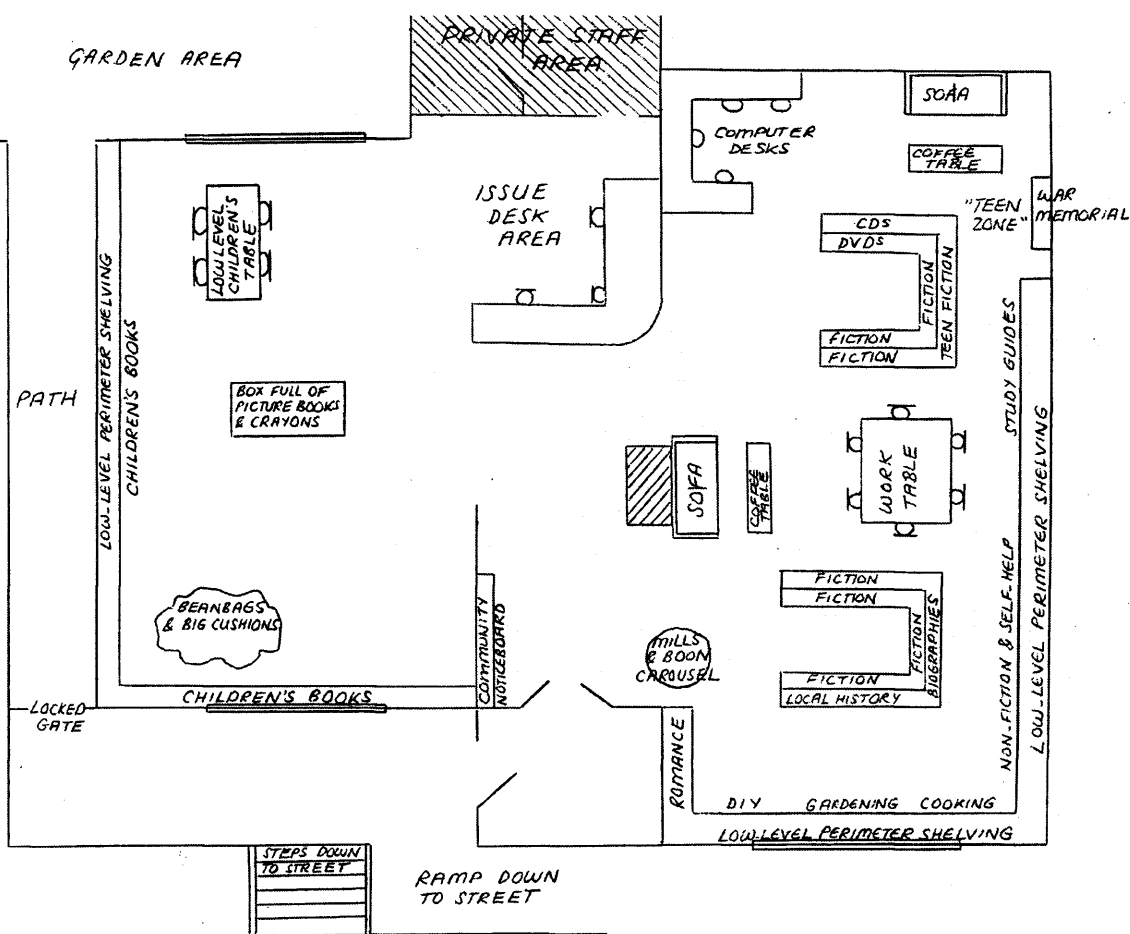 GARDEN AREA
PRIVATE STAFF
AREA
SOFA
COMPUTER
DESKS
COFFEE
TABLE
"TEEN
ZONE"
WAR
MEMORIAL
ISSUE
DESK
AREA
LOW LEVEL
CHILDREN'S
TABLE
CDS
DVDS
FICTION
TEEN FICTION
FICTION
FICTION
STUDY GUIDES
LOW-LEVEL PERIMETER SHELVING
CHILDREN'S BOOKS
PATH
BOX FULL OF
PICTURE BOOKS
& CRAYONS
SOFA
COFFEE
TABLE
WORK
TABLE
LOW-LEVEL PERIMETER SHELVING
NON-FICTION & SELF-HELP
BEANBAGS
& BIG CUSHIONS
COMMUNITY
NOTICEBOARD
MILLS
& BOON
CAROUSEL
FICTION
FICTION
FICTION
BIOGRAPHIES
FICTION
LOCAL HISTORY
CHILDREN'S BOOKS
LOCKED
GATE
ROMANCE
DIY GARDENING COOKING
LOW-LEVEL PERIMETER SHELVING
STEPS DOWN
TO STREET
RAMP DOWN
TO STREET